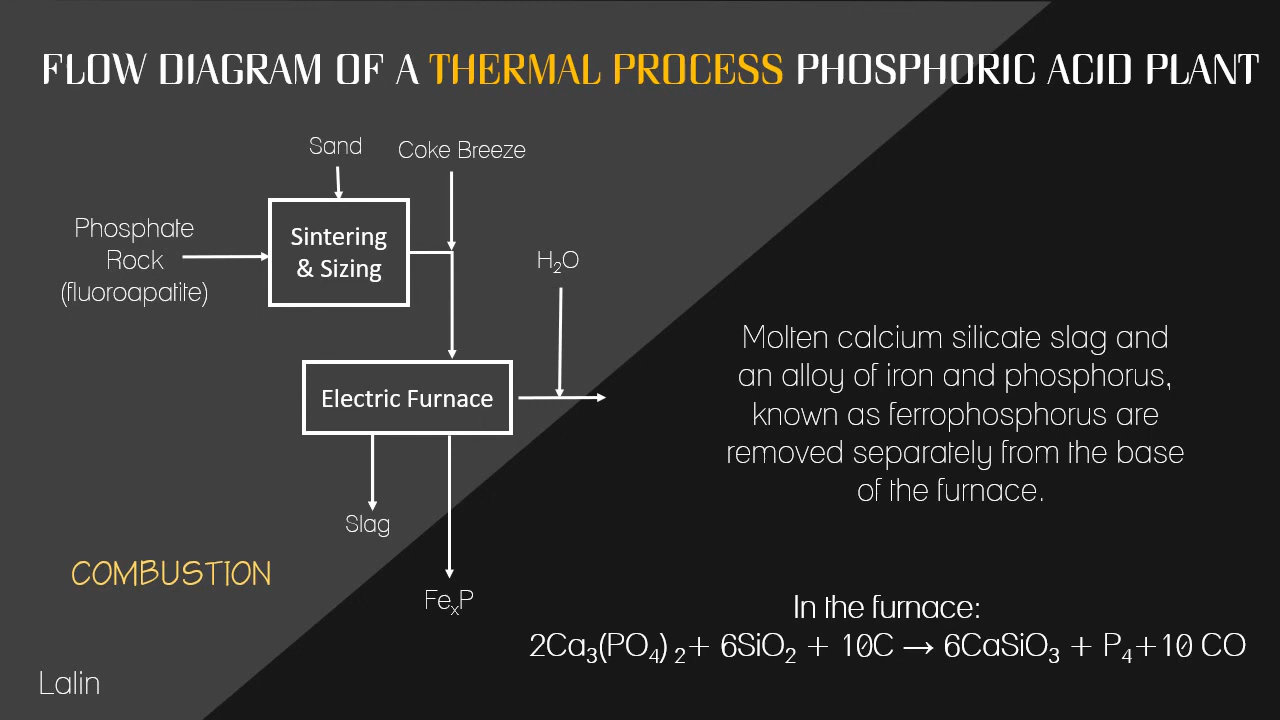 FLOW DIAGRAM OF A THERMAL PROCESS PHOSPHORIC ACID PLANT
Sand
Coke Breeze
Phosphate
Rock
(fluoroapatite)
Sintering
& Sizing
H₂O
Electric Furnace
Slag
FeₓP
COMBUSTION
Molten calcium silicate slag and
an alloy of iron and phosphorus,
known as ferrophosphorus are
removed separately from the base
of the furnace.
In the furnace:
2Ca₃(PO₄)₂+ 6SiO₂ + 10C → 6CaSiO₃ + P₄+10 CO
Lalin